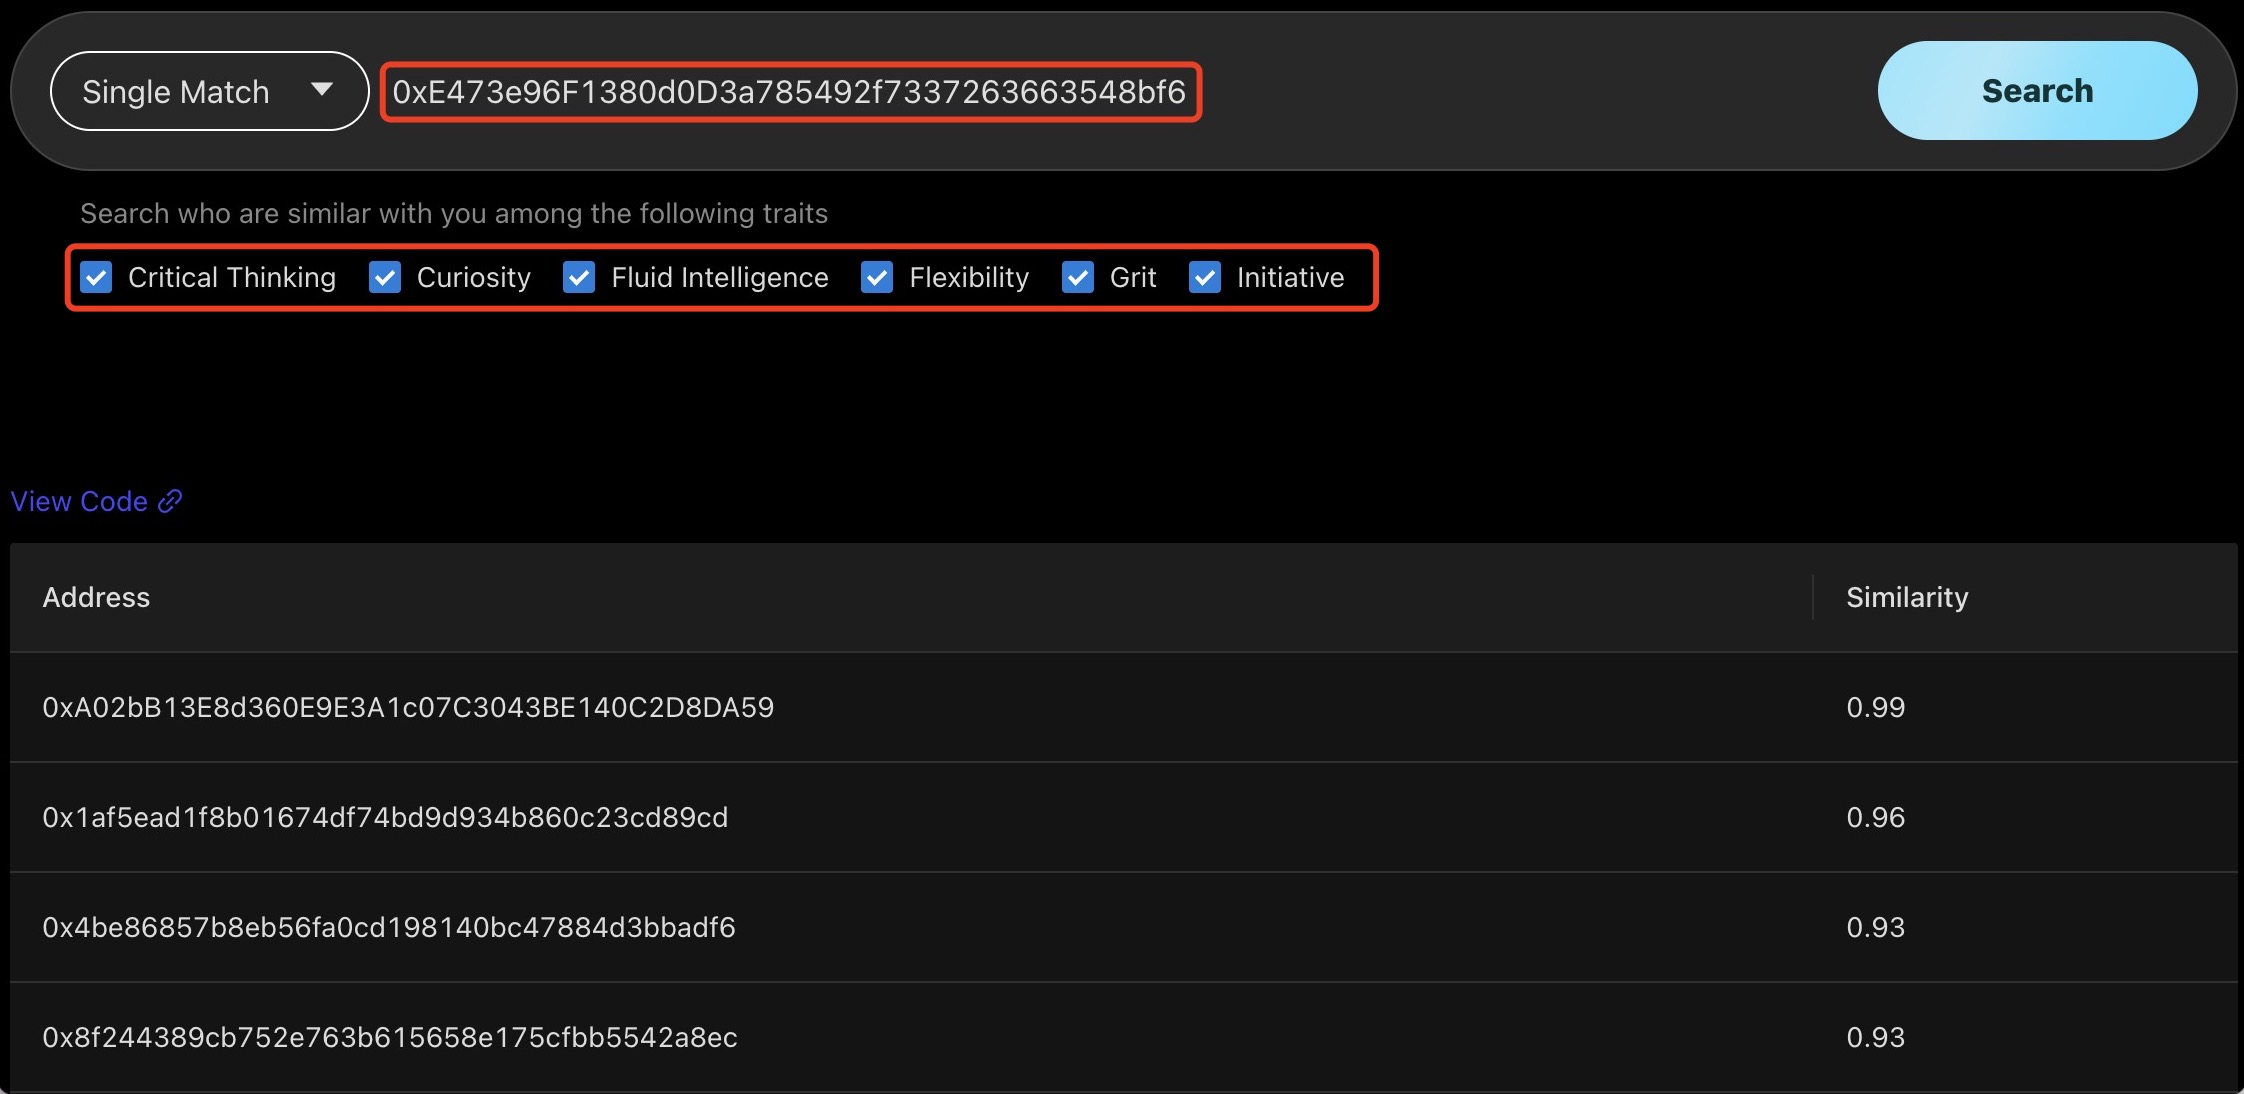 Single Match 0xE473e96F1380d0D3a785492f7337263663548bf6 Search
Search who are similar with you among the following traits
Critical Thinking Curiosity Fluid Intelligence Flexibility Grit Initiative
View Code
Address Similarity
0xA02bB13E8d360E9E3A1c07C3043BE140C2D8DA59 0.99
0x1af5ead1f8b01674df74bd9d934b860c23cd89cd 0.96
0x4be86857b8eb56fa0cd198140bc47884d3bbadf6 0.93
0x8f244389cb752e763b615658e175cfbb5542a8ec 0.93